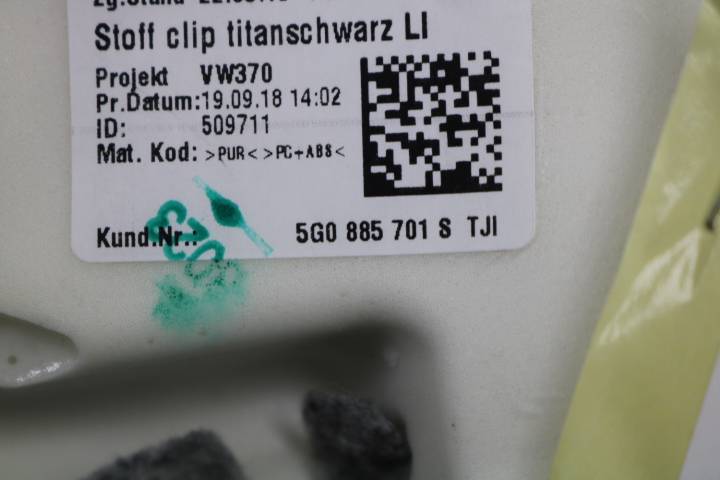 Stoff clip titanschwarz LI
Projekt VW370
Pr.Datum:19.09.18 14:02
ID: 509711
Mat. Kod: >PUR< >PC+ABS<
Kund.Nr.: 5G0 885 701 S TJI